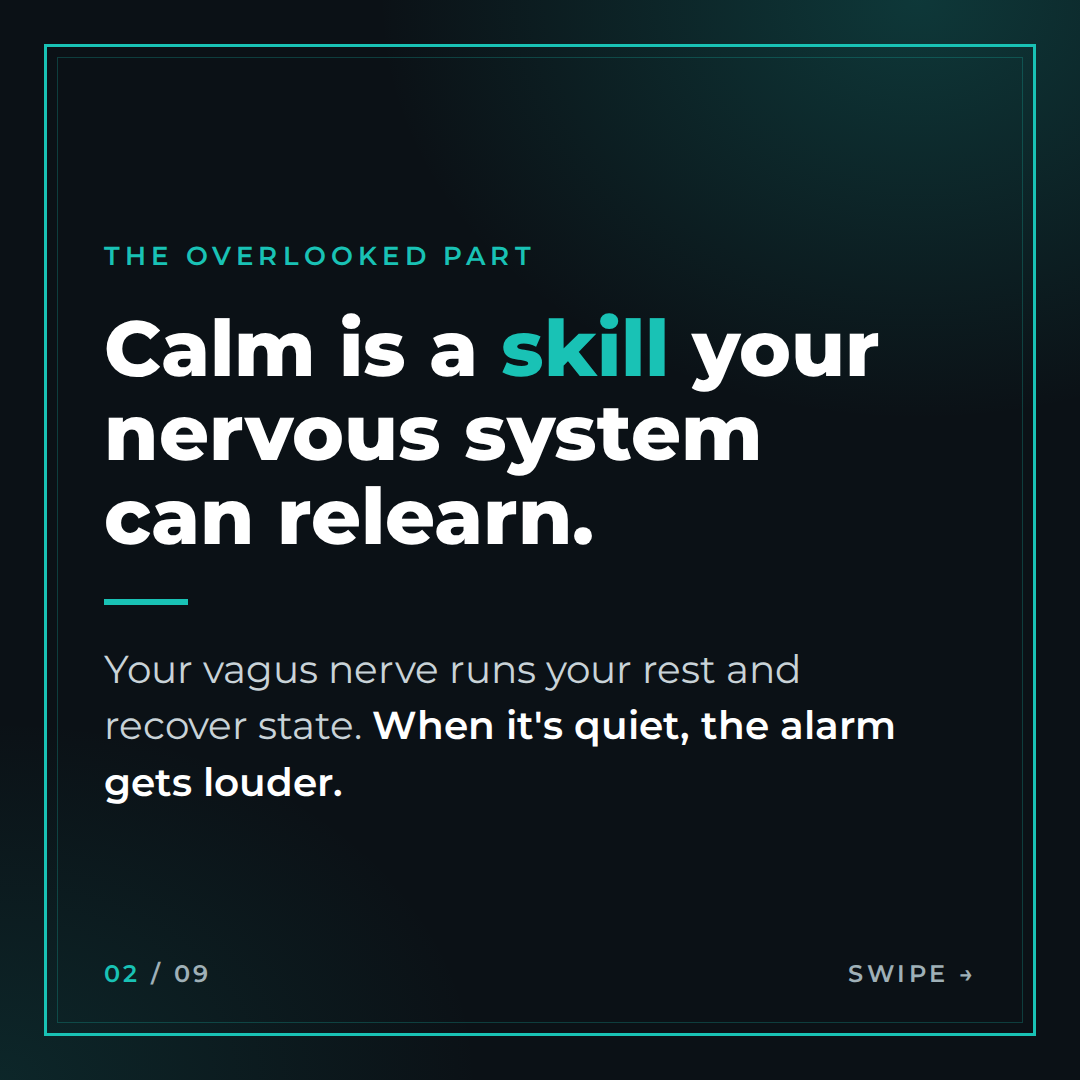 THE OVERLOOKED PART
Calm is a skill your
nervous system
can relearn.
Your vagus nerve runs your rest and
recover state. When it's quiet, the alarm
gets louder.
02 / 09
SWIPE →